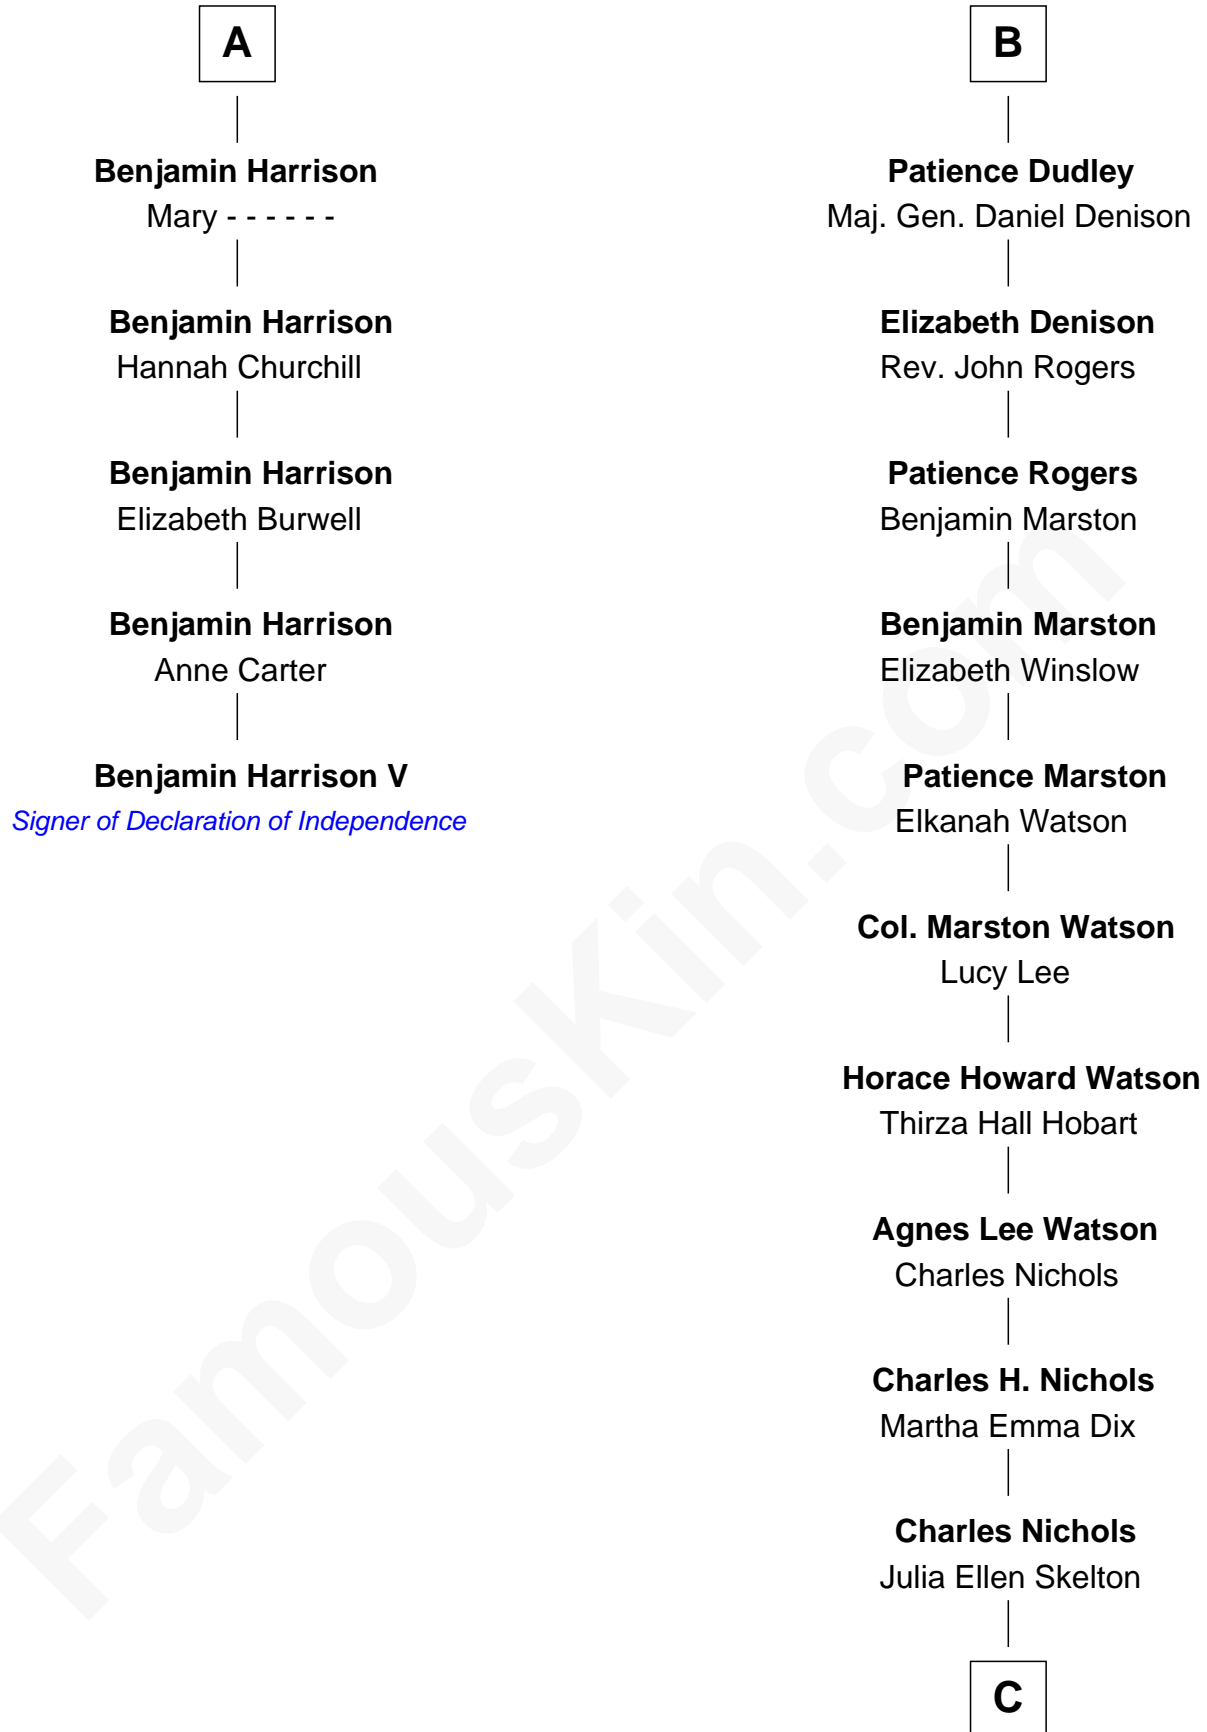 A
Benjamin Harrison
Mary - - - - - -
Benjamin Harrison
Hannah Churchill
Benjamin Harrison
Elizabeth Burwell
Benjamin Harrison
Anne Carter
Benjamin Harrison V
Signer of Declaration of Independence
B
Patience Dudley
Maj. Gen. Daniel Denison
Elizabeth Denison
Rev. John Rogers
Patience Rogers
Benjamin Marston
Benjamin Marston
Elizabeth Winslow
Patience Marston
Elkanah Watson
Col. Marston Watson
Lucy Lee
Horace Howard Watson
Thirza Hall Hobart
Agnes Lee Watson
Charles Nichols
Charles H. Nichols
Martha Emma Dix
Charles Nichols
Julia Ellen Skelton
C
FamousKin.com